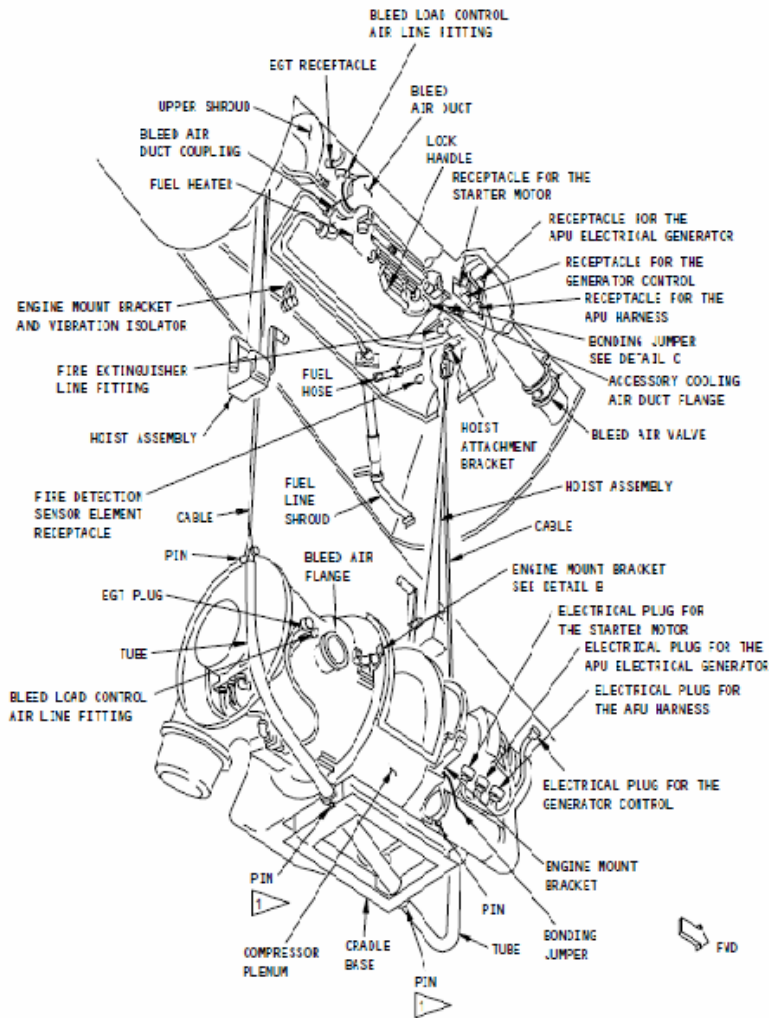 BLEED LOAD CONTROL
AIR LINE FITTING
EGT RECEPTACLE
BLEED
AIR DUCT
UPPER SHROUD
BLEED AIR
DUCT COUPLING
LOCK
HANDLE
FUEL HEATER
RECEPTACLE FOR THE
STARTER MOTOR
RECEPTACLE FOR THE
APU ELECTRICAL GENERATOR
RECEPTACLE FOR THE
GENERATOR CONTROL
RECEPTACLE FOR THE
APU HARNESS
ENGINE MOUNT BRACKET
AND VIBRATION ISOLATOR
BONDING JUMPER
SEE DETAIL C
FIRE EXTINGUISHER
LINE FITTING
FUEL
HOSE
ACCESSORY COOLING
AIR DUCT FLANGE
HOIST ASSEMBLY
HOIST
ATTACHMENT
BRACKET
BLEED AIR VALVE
FIRE DETECTION
SENSOR ELEMENT
RECEPTACLE
CABLE
FUEL
LINE
SHROUD
HOIST ASSEMBLY
CABLE
PIN
BLEED AIR
FLANGE
ENGINE MOUNT BRACKET
SEE DETAIL B
EGT PLUG
ELECTRICAL PLUG FOR
THE STARTER MOTOR
TUBE
ELECTRICAL PLUG FOR THE
APU ELECTRICAL GENERATOR
BLEED LOAD CONTROL
AIR LINE FITTING
ELECTRICAL PLUG FOR
THE APU HARNESS
ELECTRICAL PLUG FOR THE
GENERATOR CONTROL
PIN
1
ENGINE MOUNT
BRACKET
PIN
COMPRESSOR
PLENUM
CRADLE
BASE
TUBE
BONDING
JUMPER
FWD
PIN
1